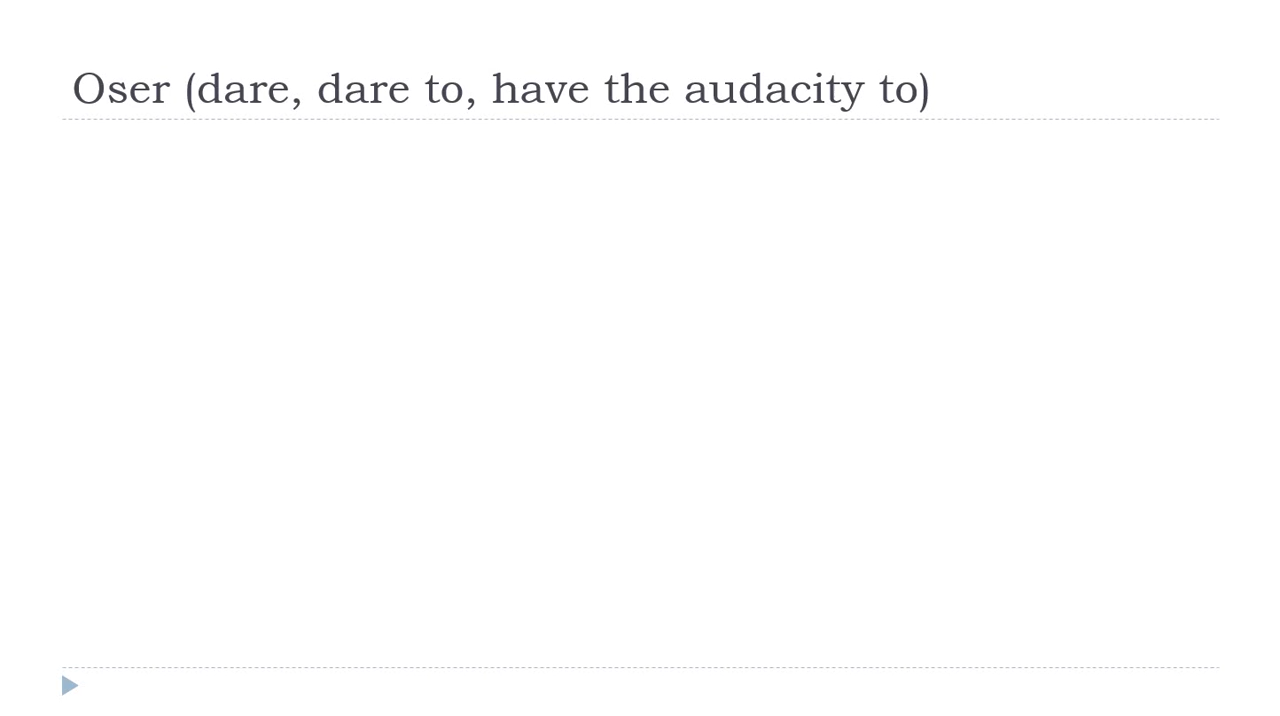 Oser (dare, dare to, have the audacity to)